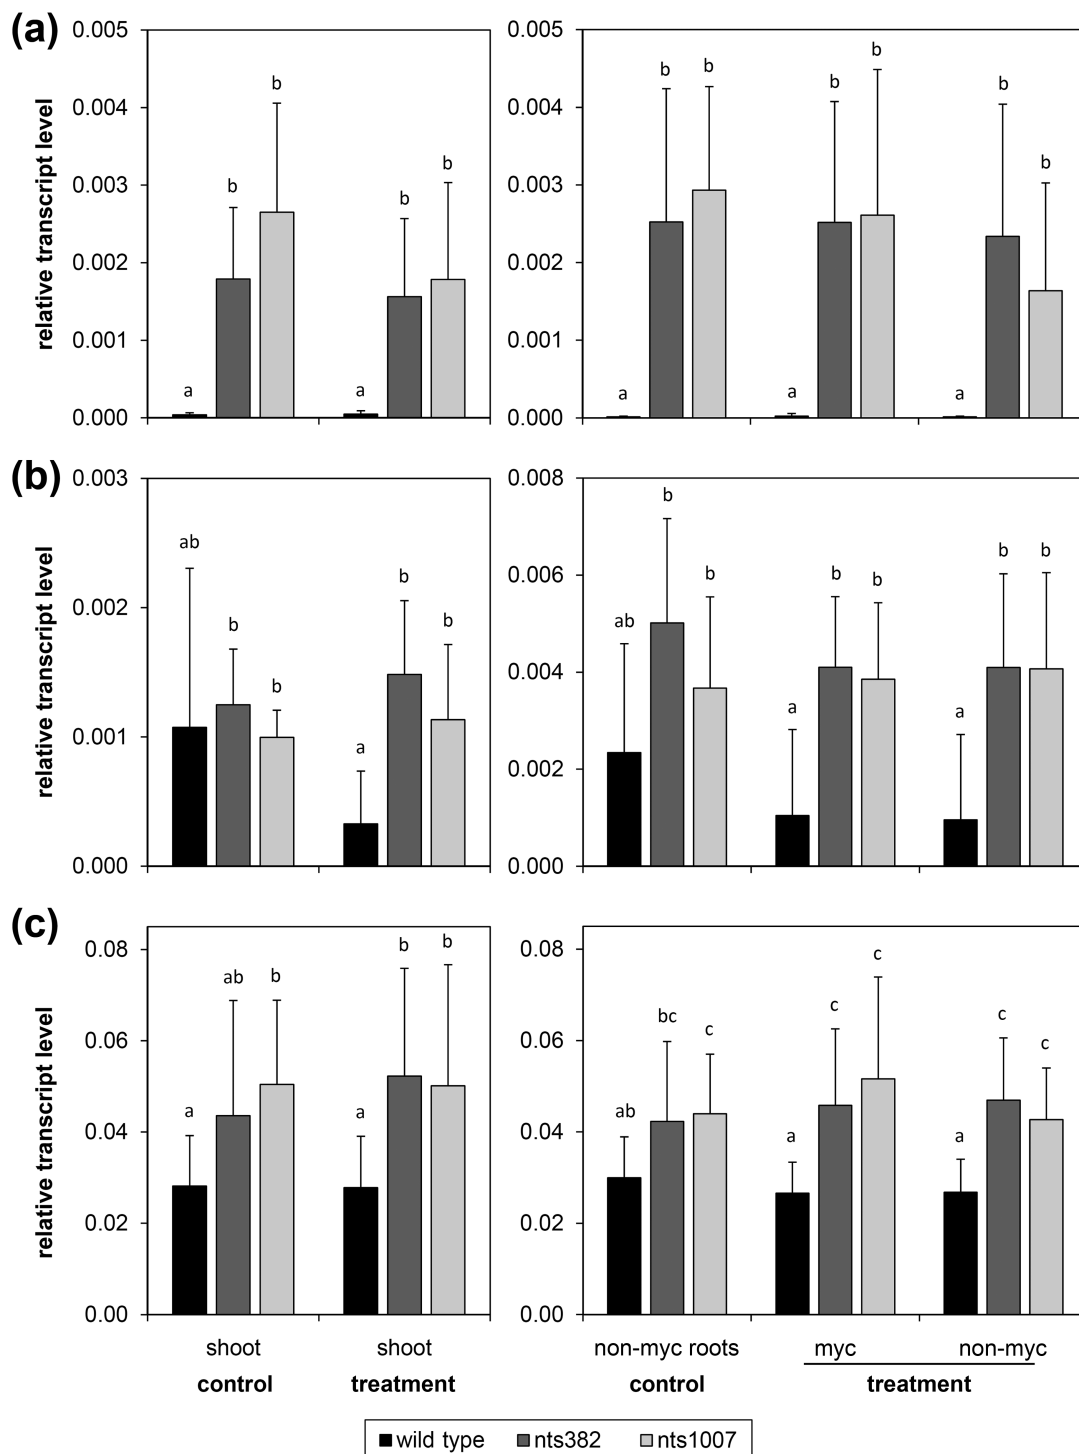 (a)
relative transcript level
0.005
0.004
0.003
0.002
0.001
0.000
a b b a b b
0.005
0.004
0.003
0.002
0.001
0.000
a b b a b b a b b
(b)
relative transcript level
0.003
0.002
0.001
0.000
ab b b a b b
0.008
0.006
0.004
0.002
0.000
ab b b a b b a b b
(c)
relative transcript level
0.08
0.06
0.04
0.02
0.00
a ab b a b b
0.08
0.06
0.04
0.02
0.00
ab bc c a c c a c c
shoot shoot non-myc roots myc non-myc
control treatment control treatment
wild type nts382 nts1007